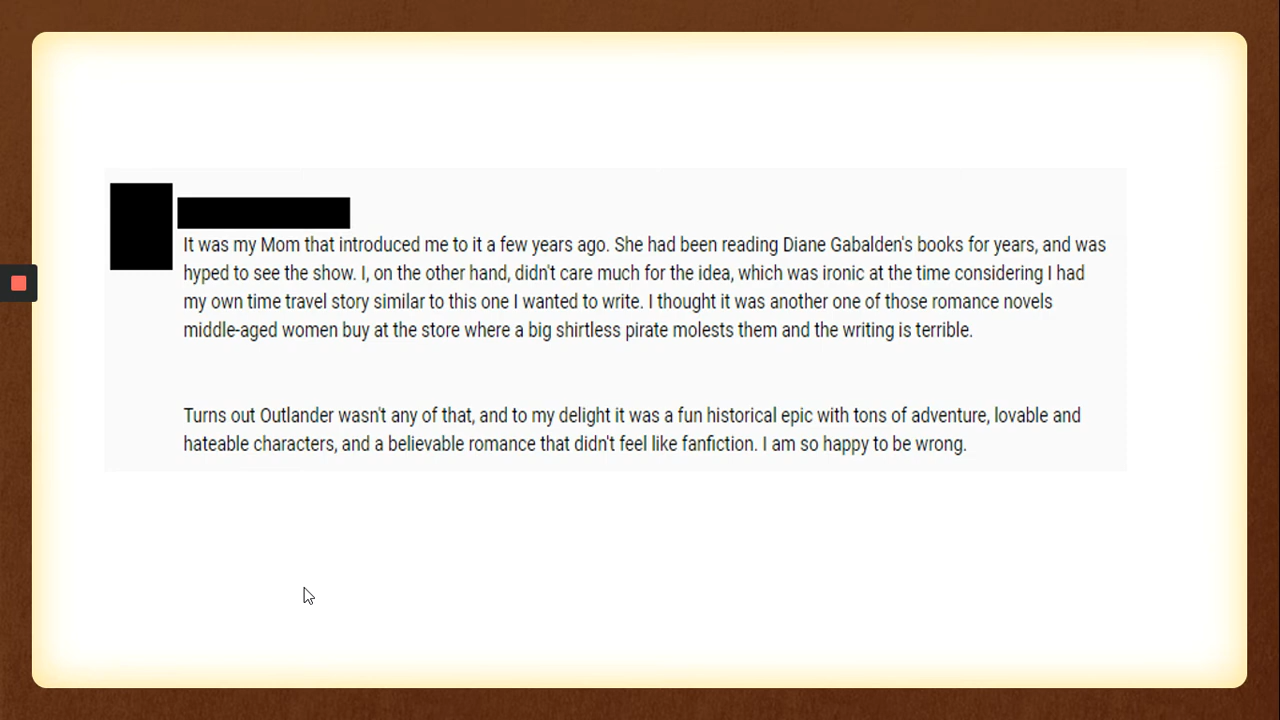 It was my Mom that introduced me to it a few years ago. She had been reading Diane Gabalden's books for years, and was
hyped to see the show. I, on the other hand, didn't care much for the idea, which was ironic at the time considering I had
my own time travel story similar to this one I wanted to write. I thought it was another one of those romance novels
middle-aged women buy at the store where a big shirtless pirate molests them and the writing is terrible.
Turns out Outlander wasn't any of that, and to my delight it was a fun historical epic with tons of adventure, lovable and
hateable characters, and a believable romance that didn't feel like fanfiction. I am so happy to be wrong.